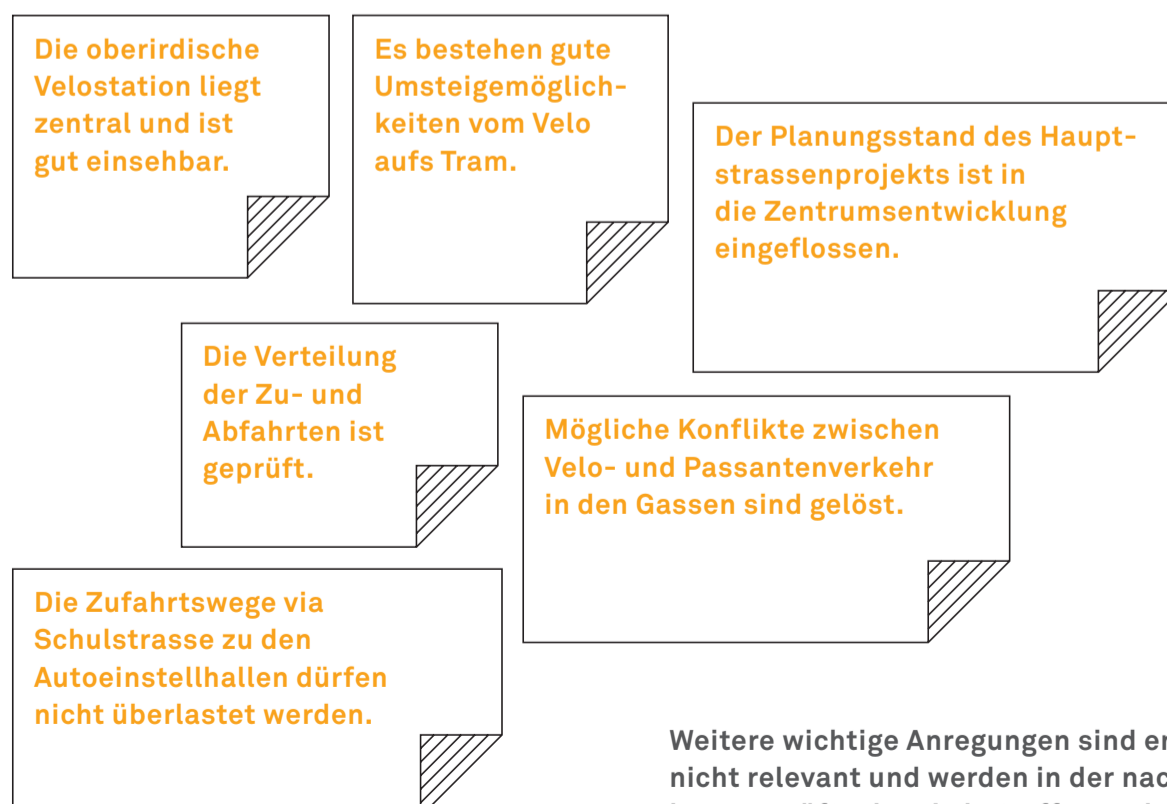 Die oberirdische
Velostation liegt
zentral und ist
gut einsehbar.
Es bestehen gute
Umsteigemöglich-
keiten vom Velo
aufs Tram.
Der Planungsstand des Haupt-
strassenprojekts ist in
die Zentrumsentwicklung
eingeflossen.
Die Verteilung
der Zu- und
Abfahrten ist
geprüft.
Mögliche Konflikte zwischen
Velo- und Passantenverkehr
in den Gassen sind gelöst.
Die Zufahrtswege via
Schulstrasse zu den
Autoeinstellhallen dürfen
nicht überlastet werden.
Weitere wichtige Anregungen sind
nicht relevant und werden in der